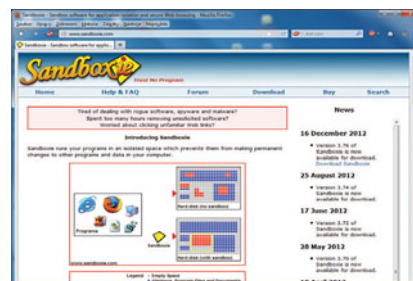 Sandboxie - Sandbox software for application isolation and secure Web browsing - Mozilla Firefox
Sandboxie - Sandbox software for applic...
www.sandboxie.com
Sandboxie
Trust No Program
Home Help & FAQ Forum Download Buy Search
Tired of dealing with rogue software, spyware and malware?
Spent too many hours removing unsolicited software?
Worried about clicking unfamiliar Web links?
Introducing Sandboxie
Sandboxie runs your programs in an isolated space which prevents them from making permanent
changes to other programs and data in your computer.
Programs
Hard disk (no sandbox)
Sandboxie
Hard disk (with sandbox)
www.sandboxie.com
Legend - Empty Space
News
16 December 2012
Version 3.76 of
Sandboxie is now
available for download.
Download Sandboxie
25 August 2012
Version 3.74 of
Sandboxie is now
available for download.
17 June 2012
Version 3.72 of
Sandboxie is now
available for download.
28 May 2012
Version 3.70 of
Sandboxie is now
available for download.